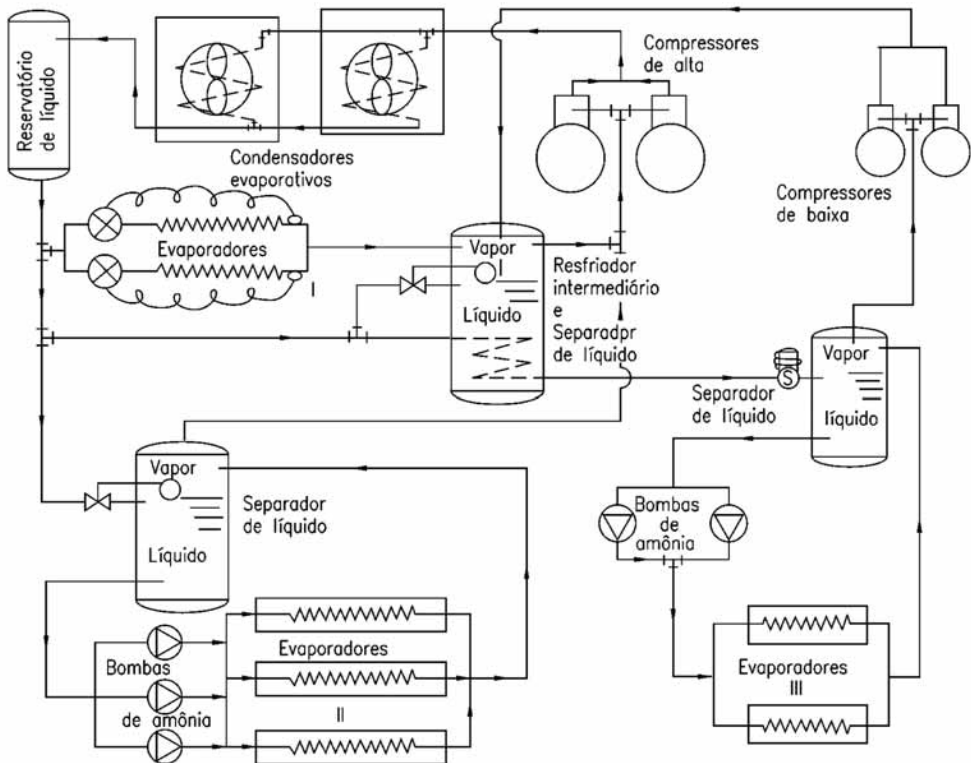 Reservatório
de líquido
Condensadores
evaporativos
Compressores
de alta
Compressores
de baixa
Evaporadores
I
Vapor
Líquido
Resfriador
intermediário
e
Separadpr
de líquido
S
Separador
de líquido
Vapor
líquido
Vapor
Líquido
Separador
de líquido
Bombas
de
amônia
Bombas
de amônia
Evaporadores
II
Evaporadores
III